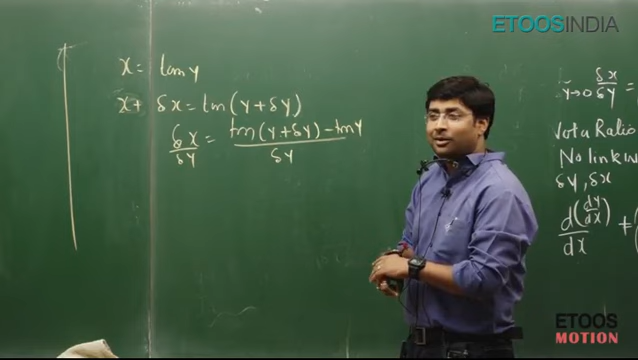 ETOOSINDIA
x = tan y
x + δx = tan (y + δy)
δx/δy = tan (y + δy) - tan y / δy
y→0 δx/δy =
Not a Ratio
No link
δy, δx
d(dy/dx)/dx ≠
ETOOS
MOTION